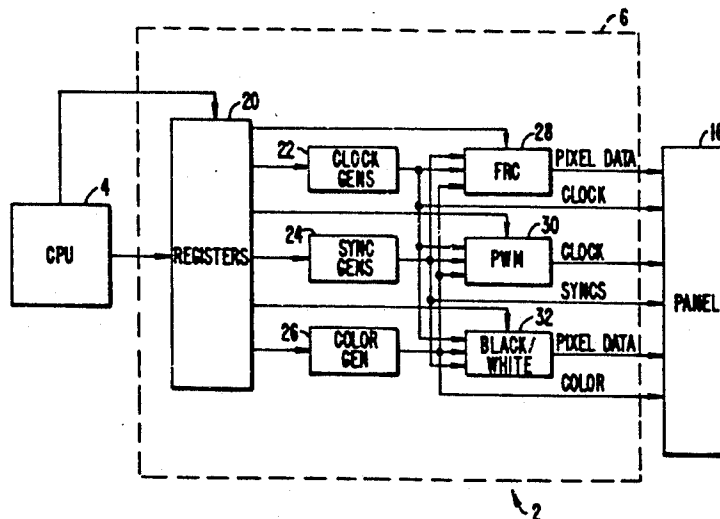 6
20
4
22
28
16
CLOCK
GENS
FRC
PIXEL DATA
CLOCK
24
30
CPU
REGISTERS
SYNC
GENS
PWM
CLOCK
SYNCS
PANEL
26
32
COLOR
GEN
BLACK/
WHITE
PIXEL DATA
COLOR
2